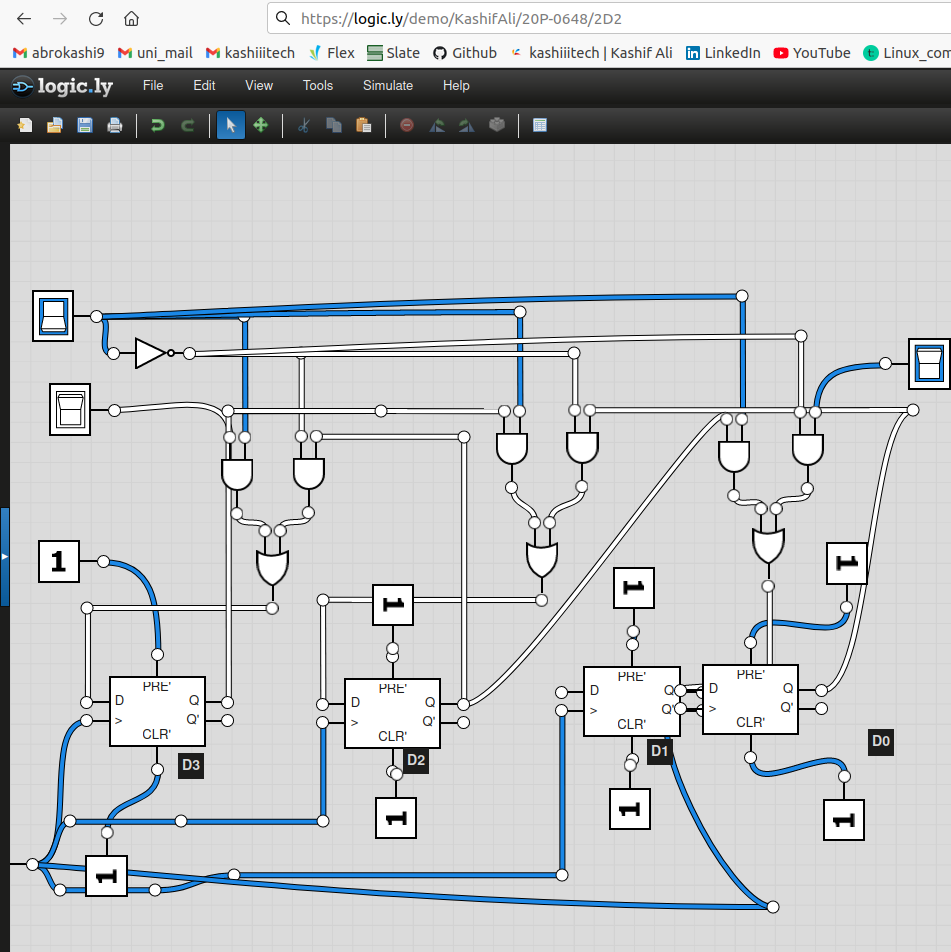 https://logic.ly/demo/KashifAli/20P-0648/2D2
abrokashi9 uni_mail kashiiitech Flex Slate Github kashiiitech | Kashif Ali LinkedIn YouTube Linux_com
logic.ly File Edit View Tools Simulate Help
1
1
1
1
PRE'
D Q
> Q'
CLR'
D3
PRE'
D Q
> Q'
CLR'
D2
PRE'
D Q
> Q'
CLR'
D1
PRE'
D Q
> Q'
CLR'
D0
1
1
1
1